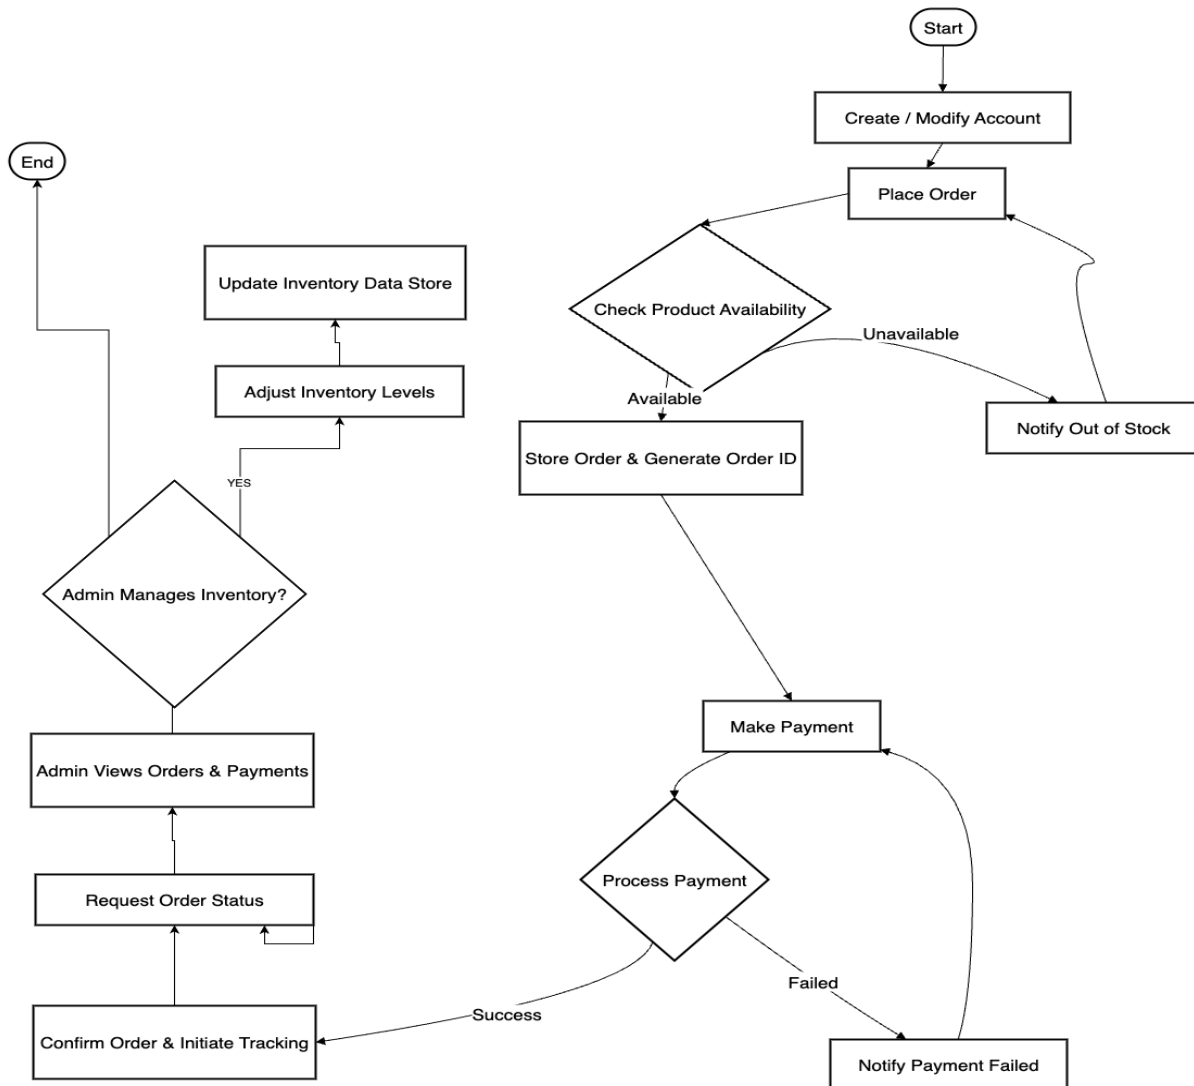 Start
Create / Modify Account
End
Place Order
Update Inventory Data Store
Check Product Availability
Unavailable
Adjust Inventory Levels
Available
Notify Out of Stock
Store Order & Generate Order ID
YES
Admin Manages Inventory?
Make Payment
Admin Views Orders & Payments
Process Payment
Request Order Status
Failed
Success
Confirm Order & Initiate Tracking
Notify Payment Failed